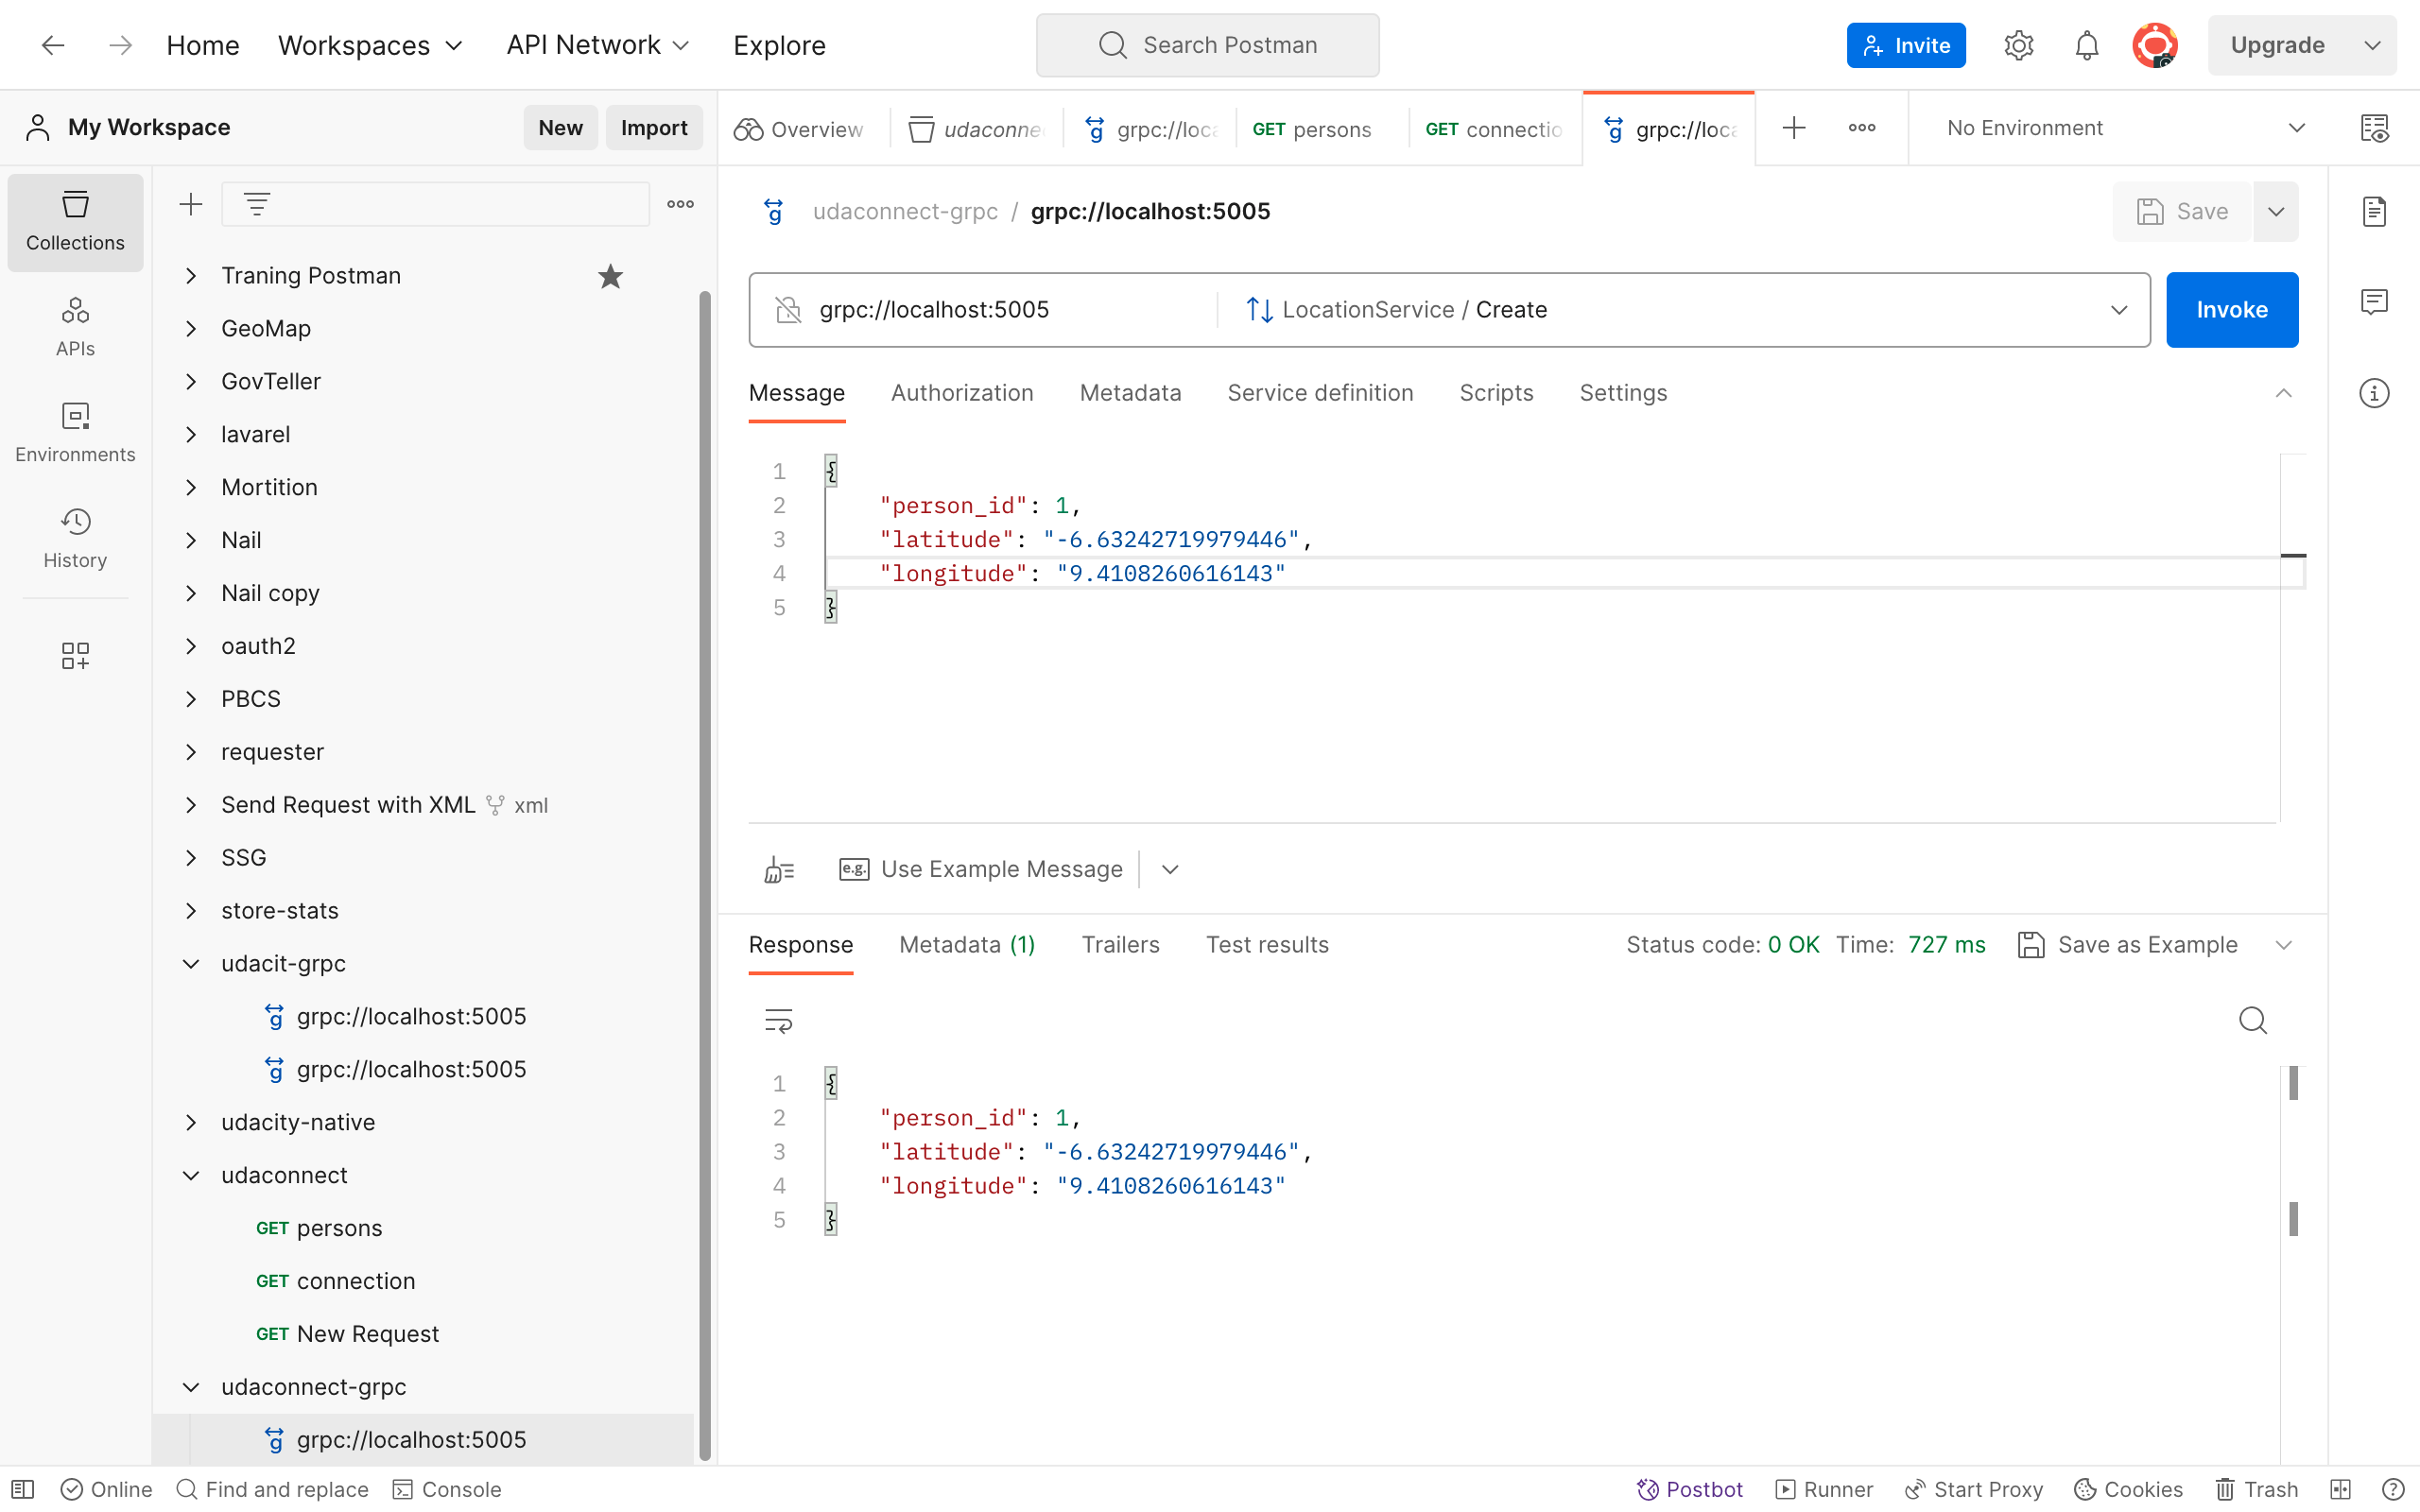 Home Workspaces API Network Explore Search Postman Invite Upgrade
My Workspace New Import Overview udaconne grpc://loca GET persons GET connectio grpc://loca No Environment
Collections
APIs
Environments
History
Traning Postman
GeoMap
GovTeller
lavarel
Mortition
Nail
Nail copy
oauth2
PBCS
requester
Send Request with XML xml
SSG
store-stats
udacit-grpc
grpc://localhost:5005
grpc://localhost:5005
udacity-native
udaconnect
GET persons
GET connection
GET New Request
udaconnect-grpc
grpc://localhost:5005
udaconnect-grpc / grpc://localhost:5005 Save
grpc://localhost:5005 LocationService / Create Invoke
Message Authorization Metadata Service definition Scripts Settings
1 {
2 "person_id": 1,
3 "latitude": "-6.63242719979446",
4 "longitude": "9.4108260616143"
5 }
e.g. Use Example Message
Response Metadata (1) Trailers Test results Status code: 0 OK Time: 727 ms Save as Example
1 {
2 "person_id": 1,
3 "latitude": "-6.63242719979446",
4 "longitude": "9.4108260616143"
5 }
Online Find and replace Console Postbot Runner Start Proxy Cookies Trash